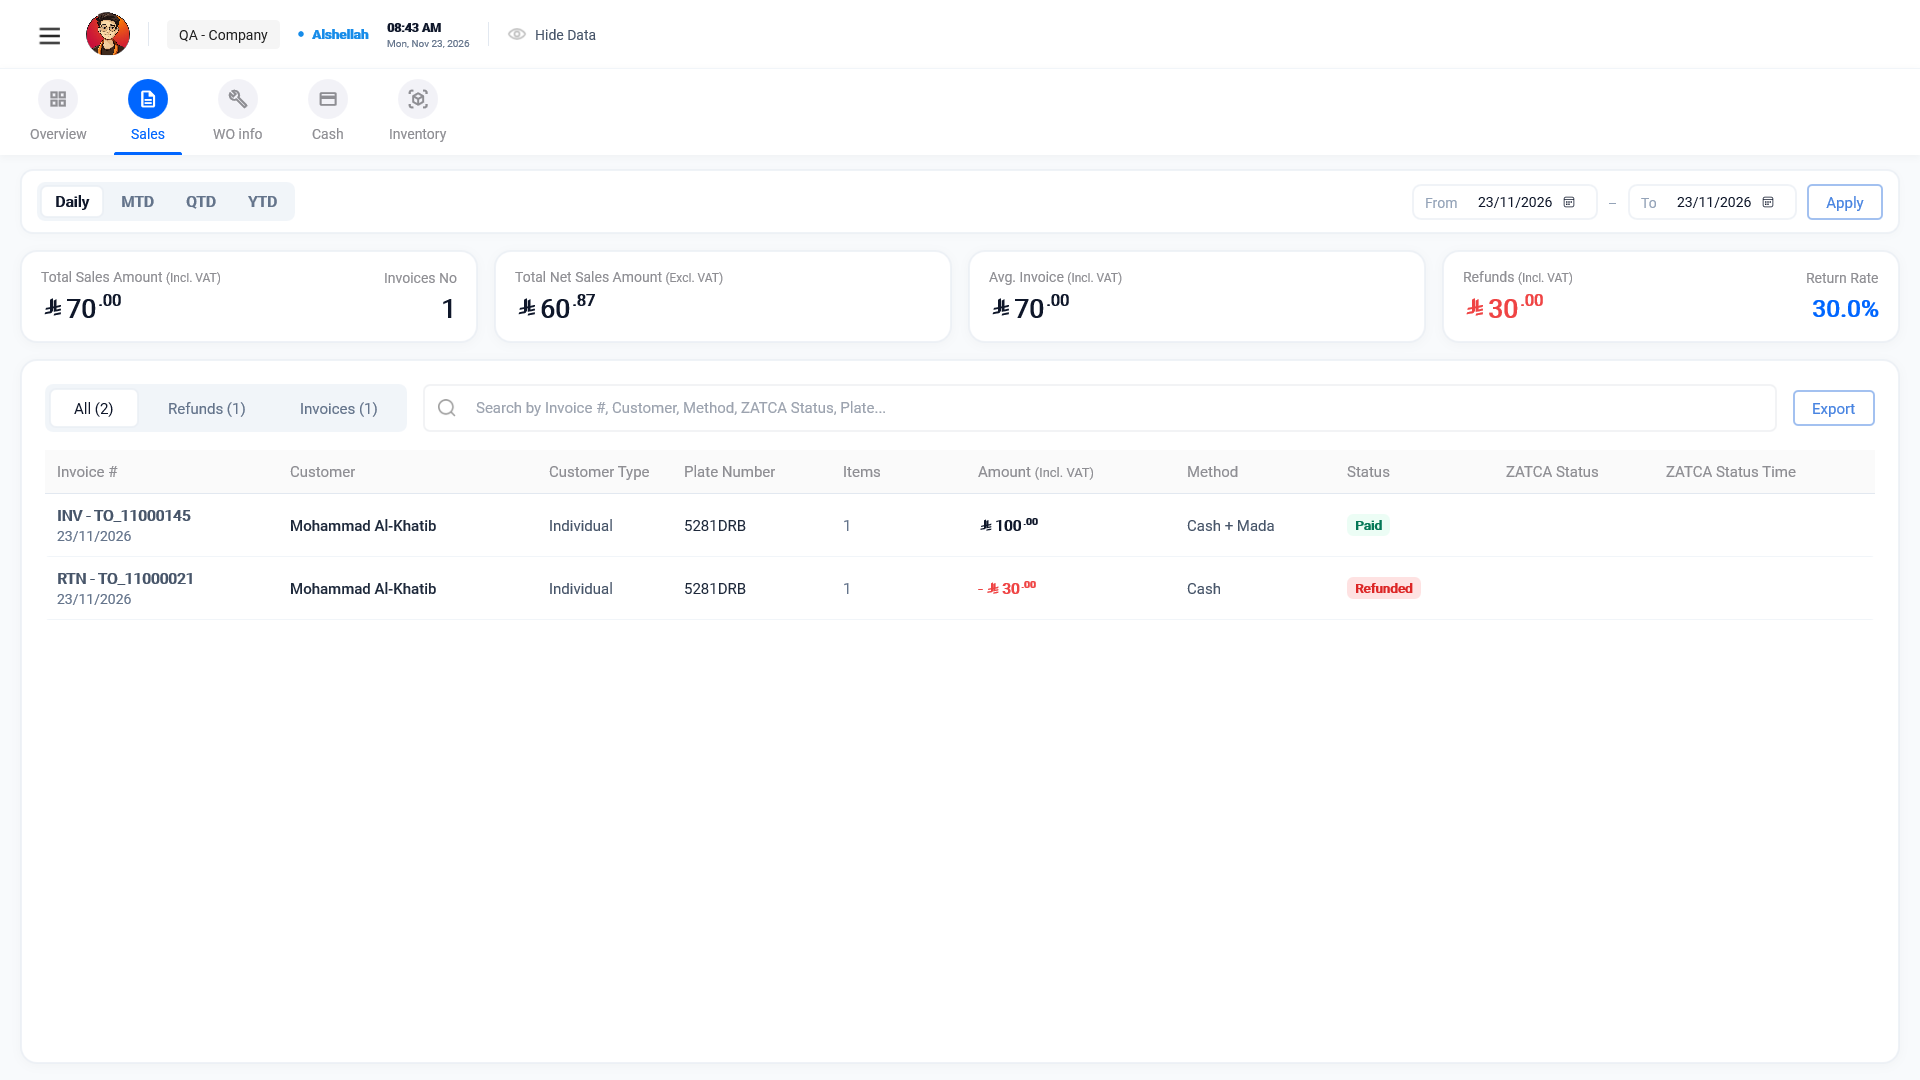 QA - Company
Alshellah
08:43 AM
Mon, Nov 23, 2026
Hide Data
Overview
Sales
WO info
Cash
Inventory
Daily
MTD
QTD
YTD
From 23/11/2026
–
To 23/11/2026
Apply
Total Sales Amount (Incl. VAT)
Invoices No
70.00
1
Total Net Sales Amount (Excl. VAT)
60.87
Avg. Invoice (Incl. VAT)
70.00
Refunds (Incl. VAT)
Return Rate
30.00
30.0%
All (2)
Refunds (1)
Invoices (1)
Search by Invoice #, Customer, Method, ZATCA Status, Plate...
Export
Invoice # Customer Customer Type Plate Number Items Amount (Incl. VAT) Method Status ZATCA Status ZATCA Status Time
INV - TO_11000145
23/11/2026
Mohammad Al-Khatib Individual 5281DRB 1 100.00 Cash + Mada Paid
RTN - TO_11000021
23/11/2026
Mohammad Al-Khatib Individual 5281DRB 1 - 30.00 Cash Refunded